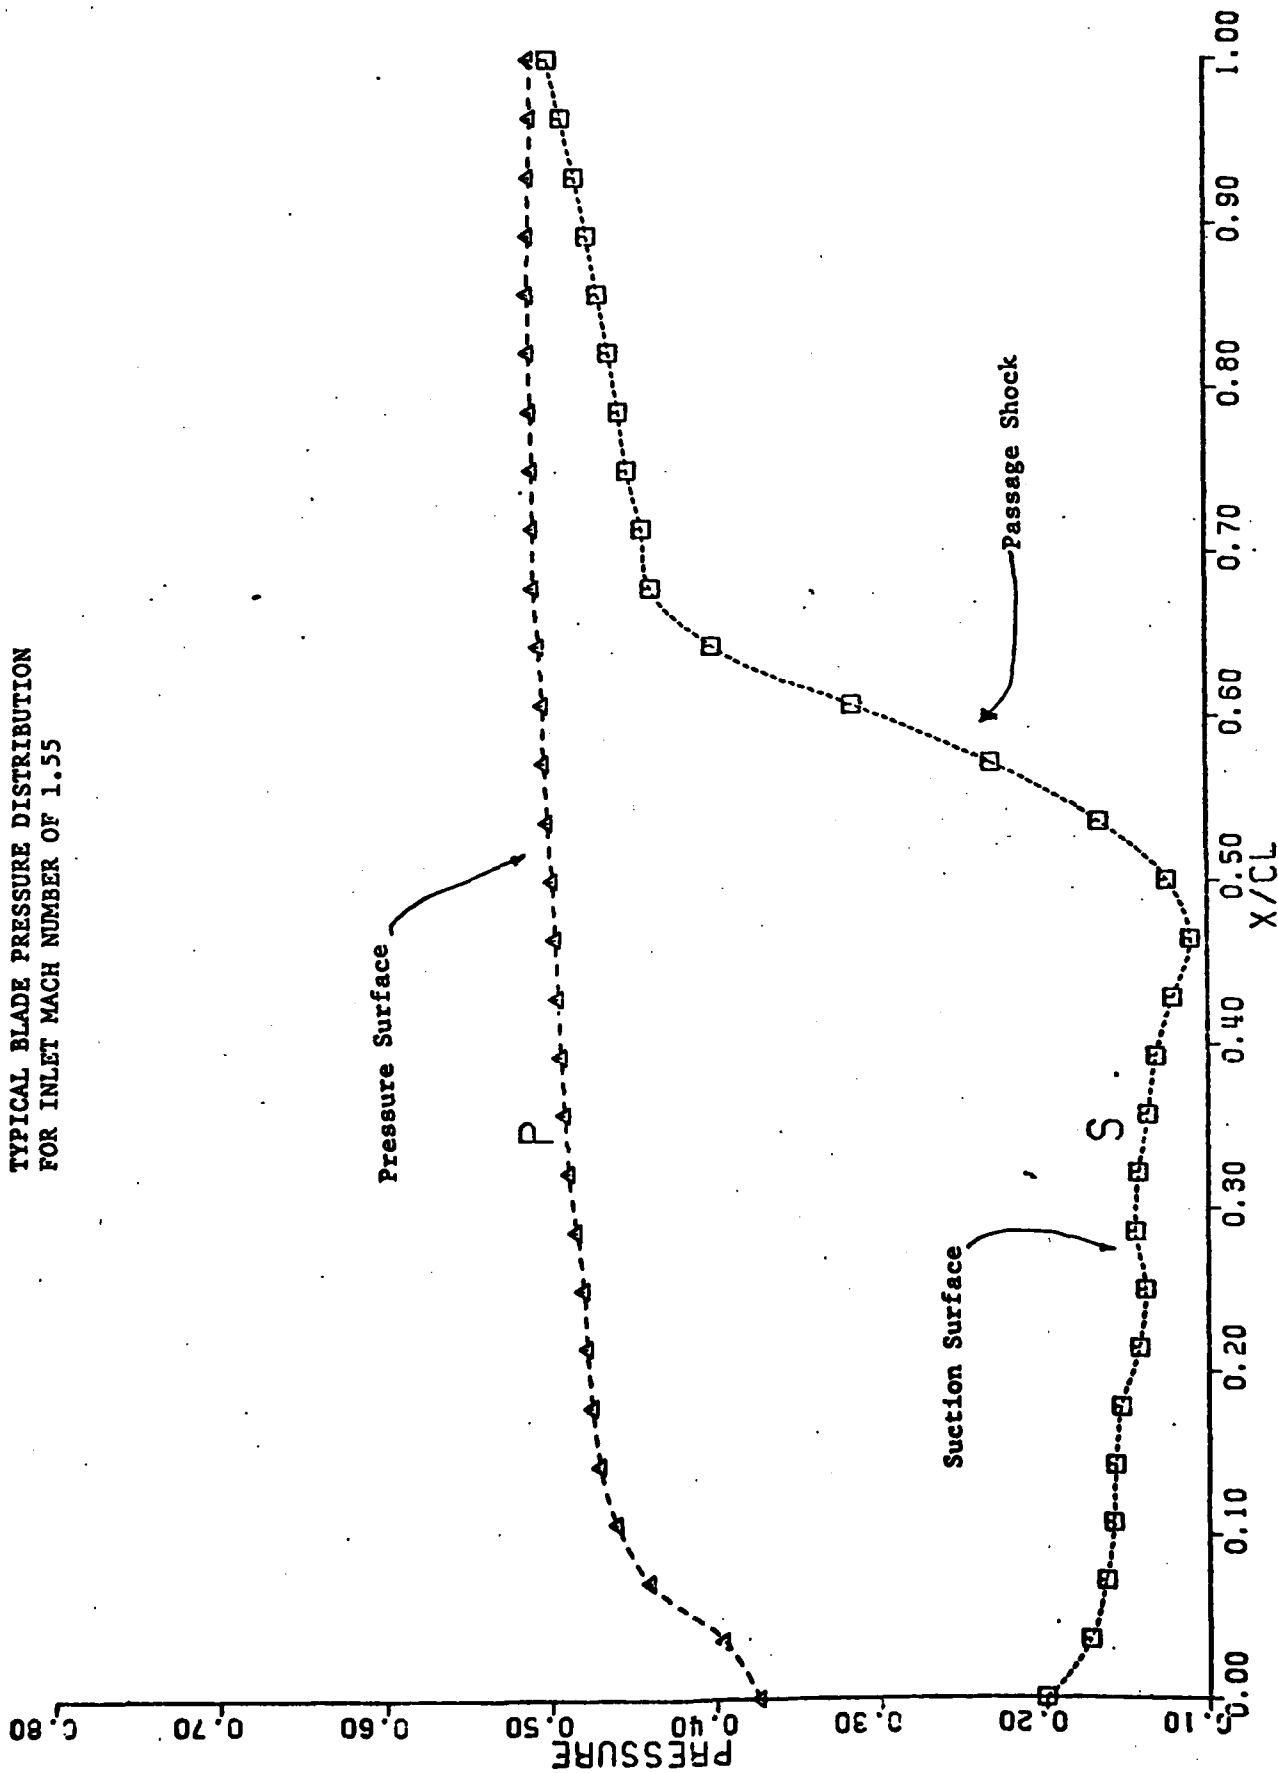 TYPICAL BLADE PRESSURE DISTRIBUTION
FOR INLET MACH NUMBER OF 1.55
PRESSURE
0.80
0.70
0.60
0.50
0.40
0.30
0.20
0.10
Pressure Surface
P
Suction Surface
S
Passage Shock
0.00
0.10
0.20
0.30
0.40
0.50
0.60
0.70
0.80
0.90
1.00
X/CL